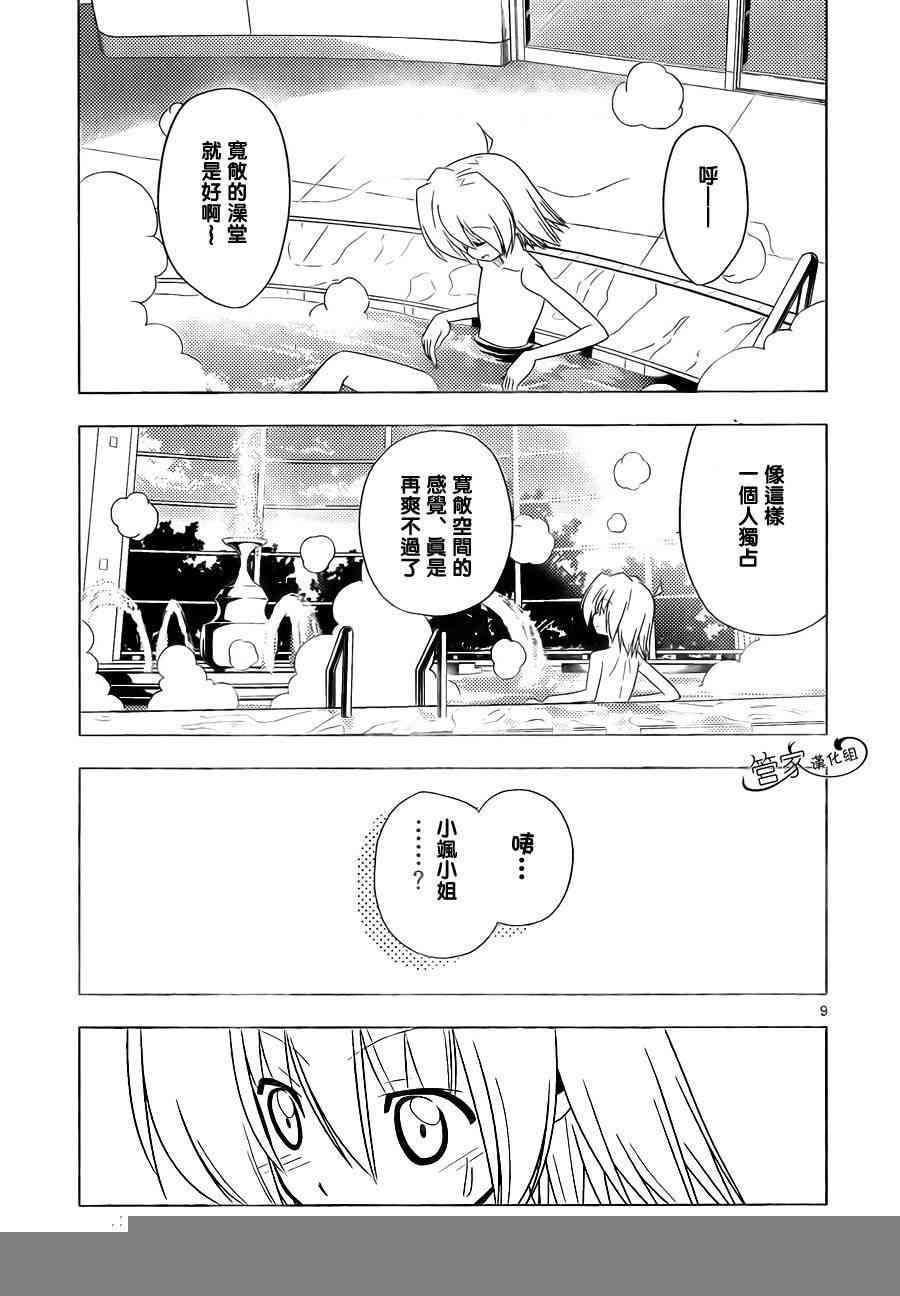 呼——
寬敞的澡堂
就是好啊~
像這樣
一個人獨占
寬敞空間的
感覺、真是
再爽不過了
管家漢化組
唔…
小颯小姐
……?
9